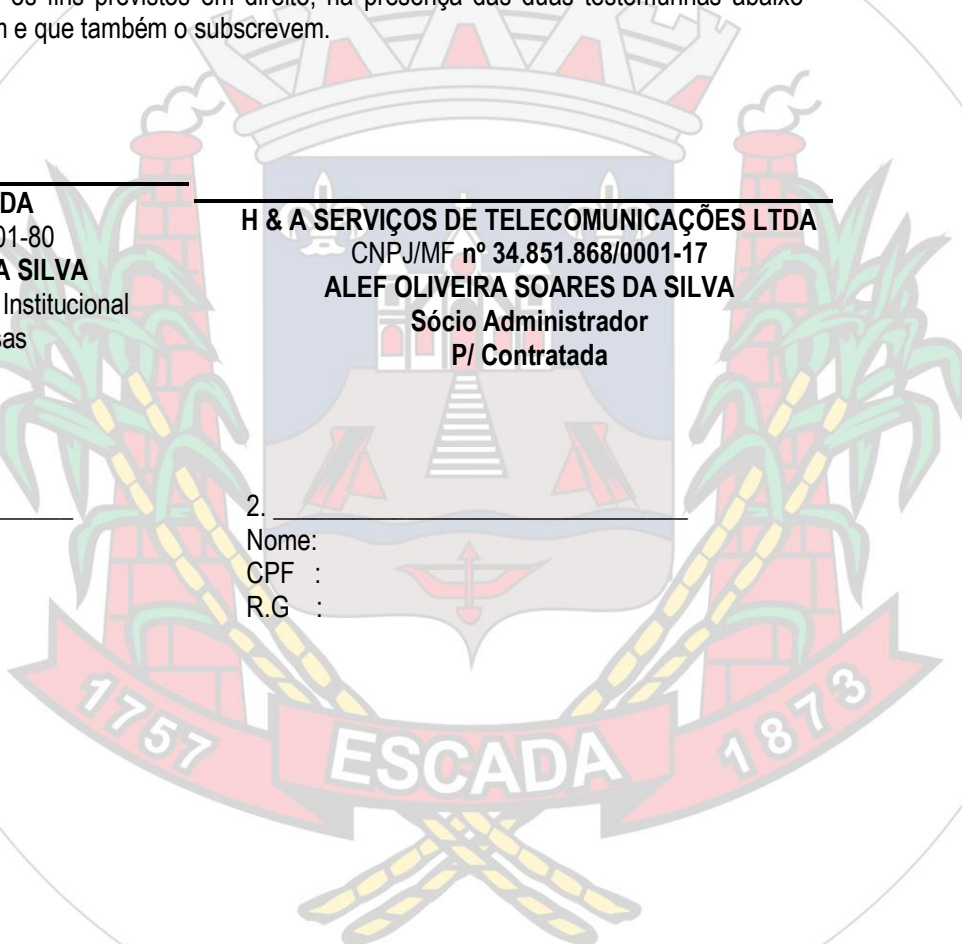 os fins previstos em direito, na presença das duas testemunhas abaixo
e que também o subscrevem.
DA
01-80
A SILVA
Institucional
H & A SERVIÇOS DE TELECOMUNICAÇÕES LTDA
CNPJ/MF nº 34.851.868/0001-17
ALEF OLIVEIRA SOARES DA SILVA
Sócio Administrador
P/ Contratada
2. ________________________________
Nome:
CPF :
R.G :
1757 ESCADA 1873